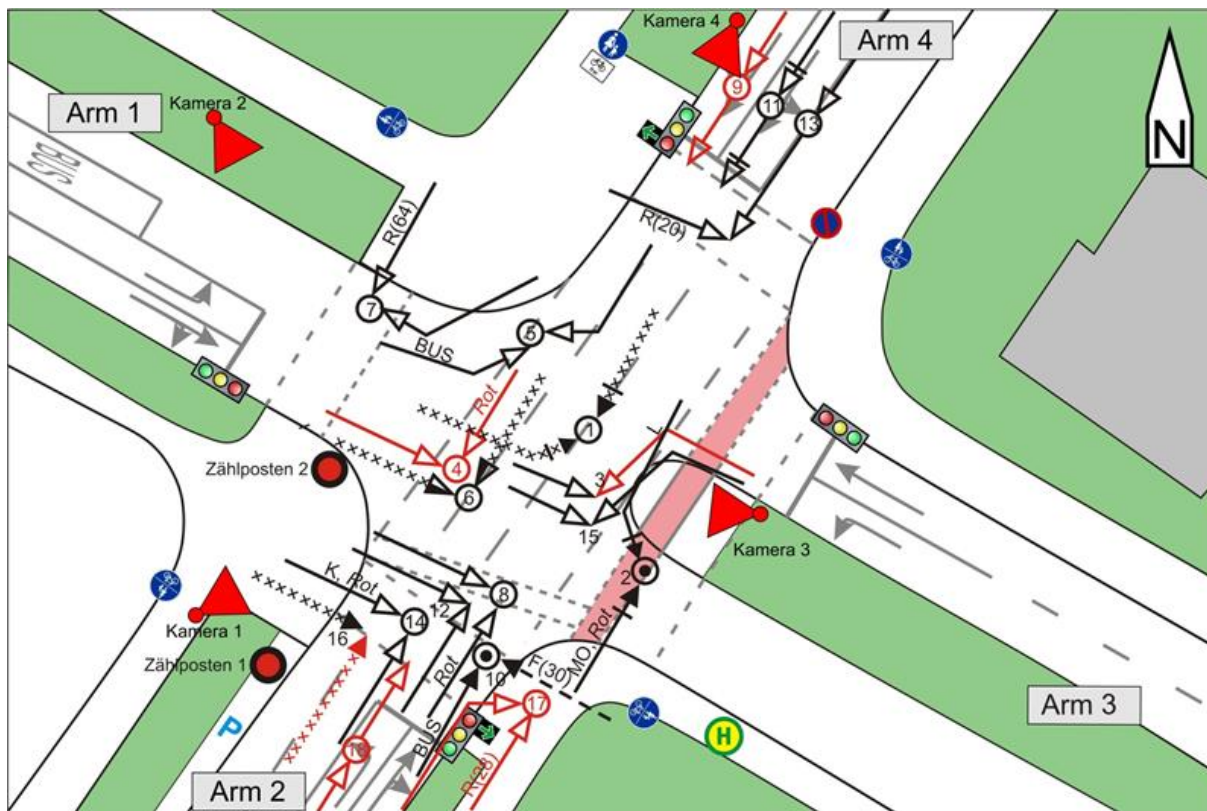 Kamera 4
Arm 4
9
11
13
N
Kamera 2
Arm 1
BUS
R(64)
R(20)
7
5
BUS
Rot
1
L
Zählposten 2
4
6
3
15
Kamera 3
2
K, Rot
8
12
14
16
Kamera 1
Zählposten 1
Rot
10
F(30)
MO, Rot
17
P
18
BUS
R(28)
H
Arm 3
Arm 2